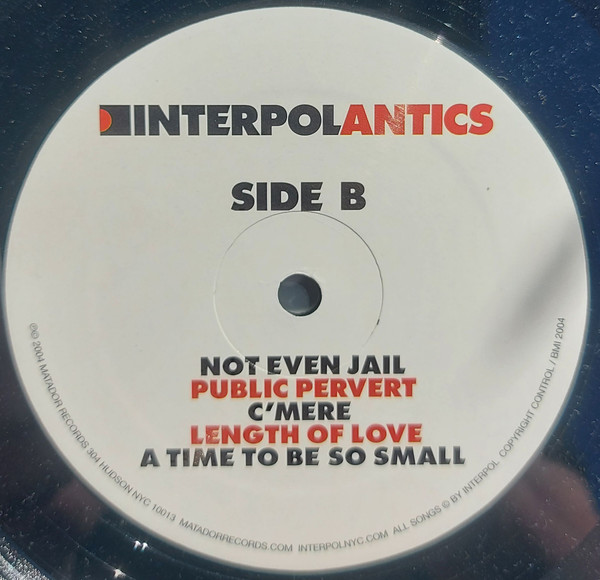 INTERPOLANTICS
SIDE B
NOT EVEN JAIL
PUBLIC PERVERT
C'MERE
LENGTH OF LOVE
A TIME TO BE SO SMALL
℗© 2004 MATADOR RECORDS 304 HUDSON NYC 10013 MATADORRECORDS.COM INTERPOLNYC.COM ALL SONGS © BY INTERPOL COPYRIGHT CONTROL / BMI 2004